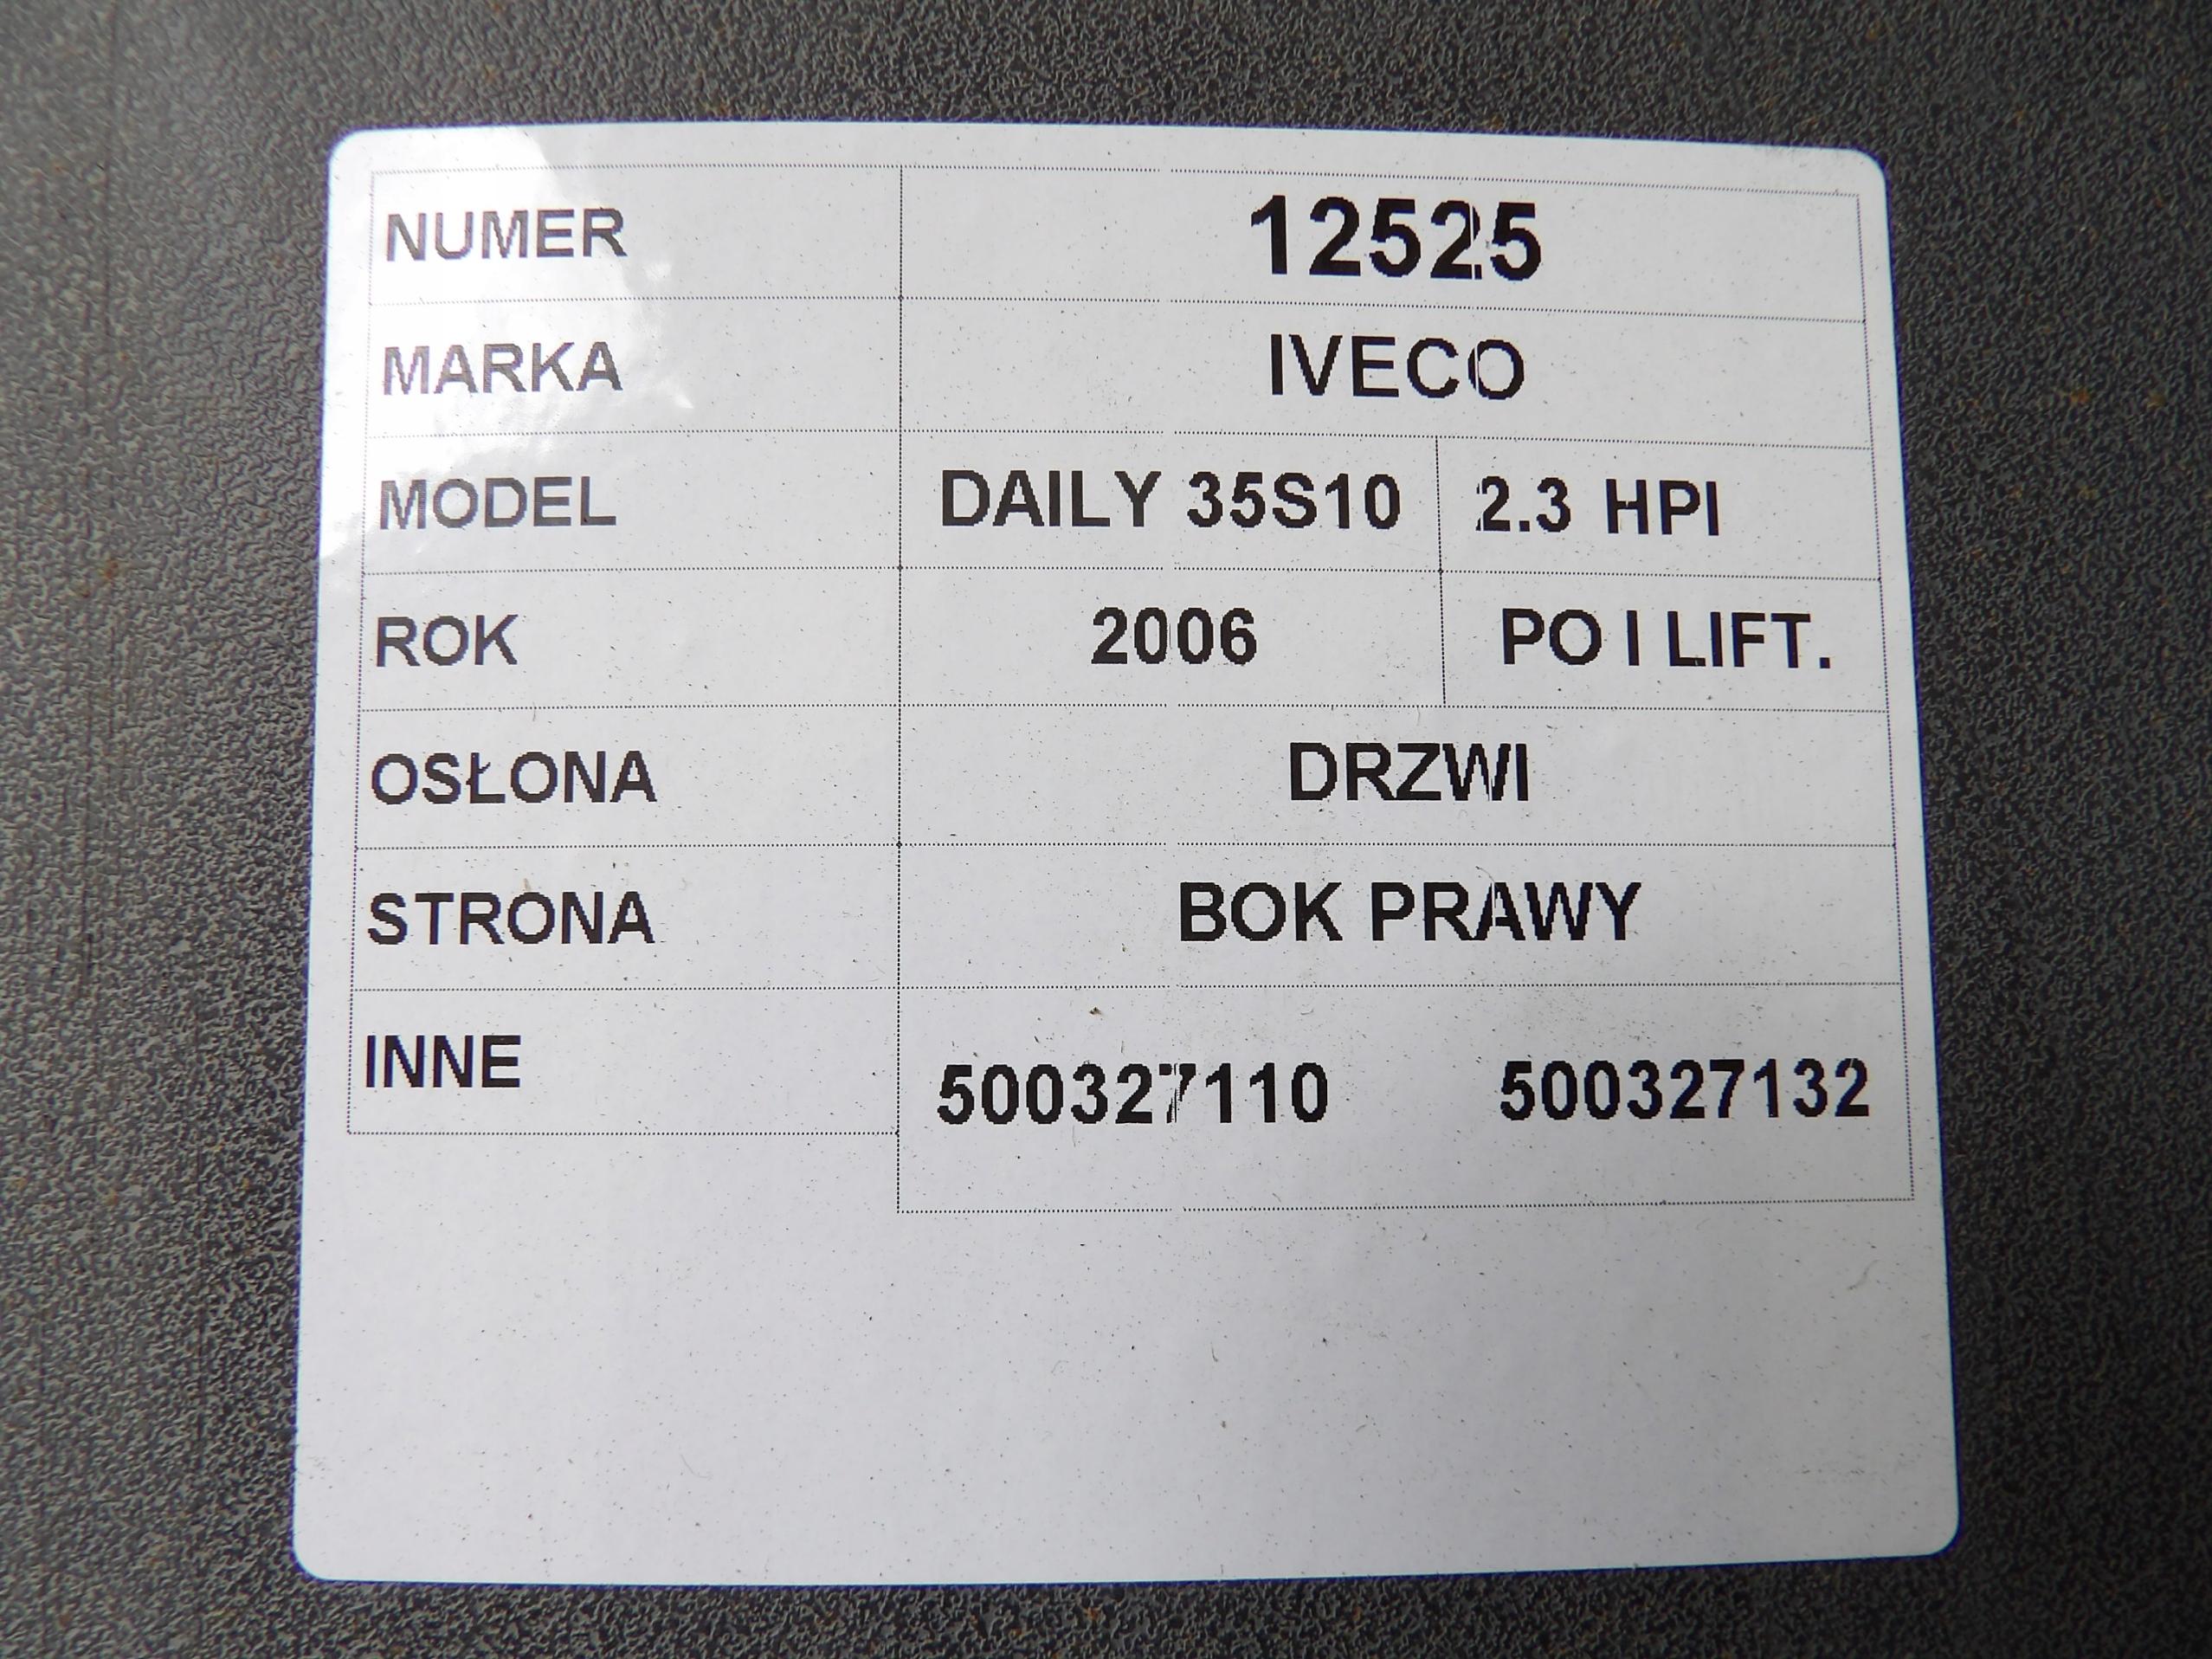 NUMER 12525
MARKA IVECO
MODEL DAILY 35S10 2.3 HPI
ROK 2006 PO I LIFT.
OSŁONA DRZWI
STRONA BOK PRAWY
INNE 500327110 500327132